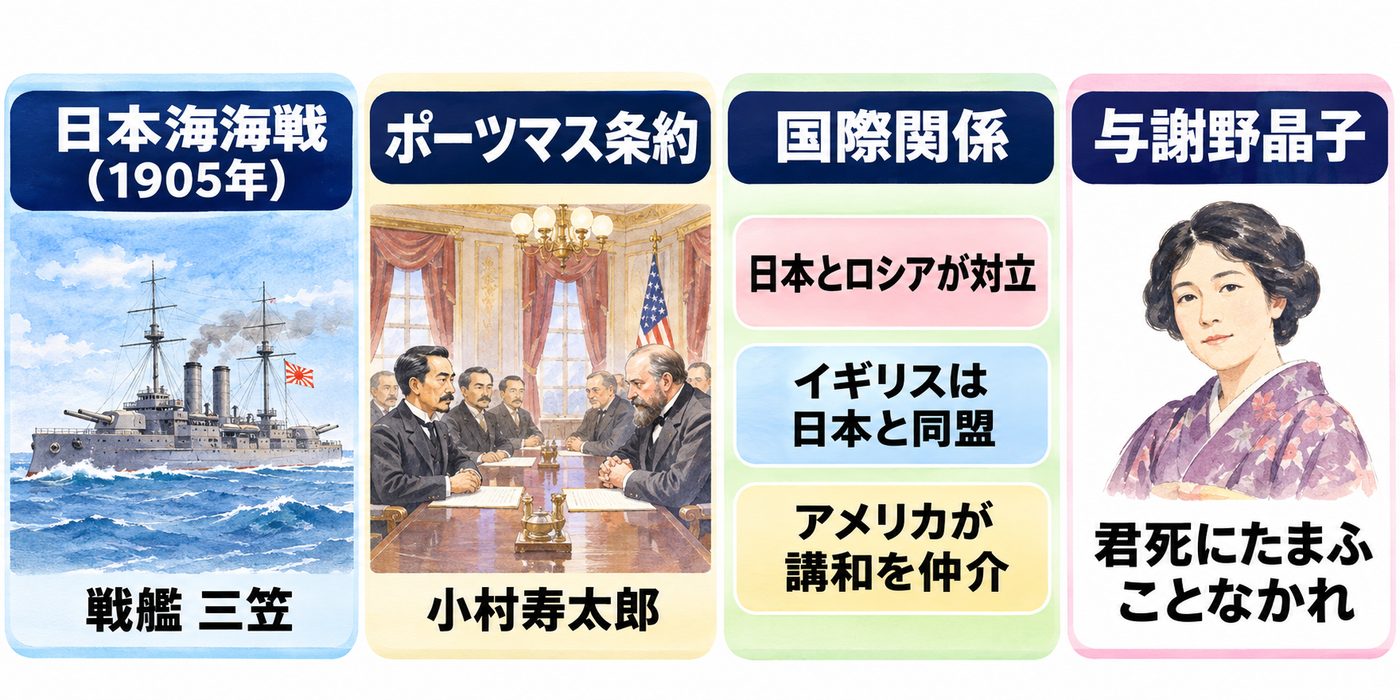 日本海海戦
(1905年)
戦艦 三笠
ポーツマス条約
小村寿太郎
国際関係
日本とロシアが対立
イギリスは
日本と同盟
アメリカが
講和を仲介
与謝野晶子
君死にたまふ
ことなかれ